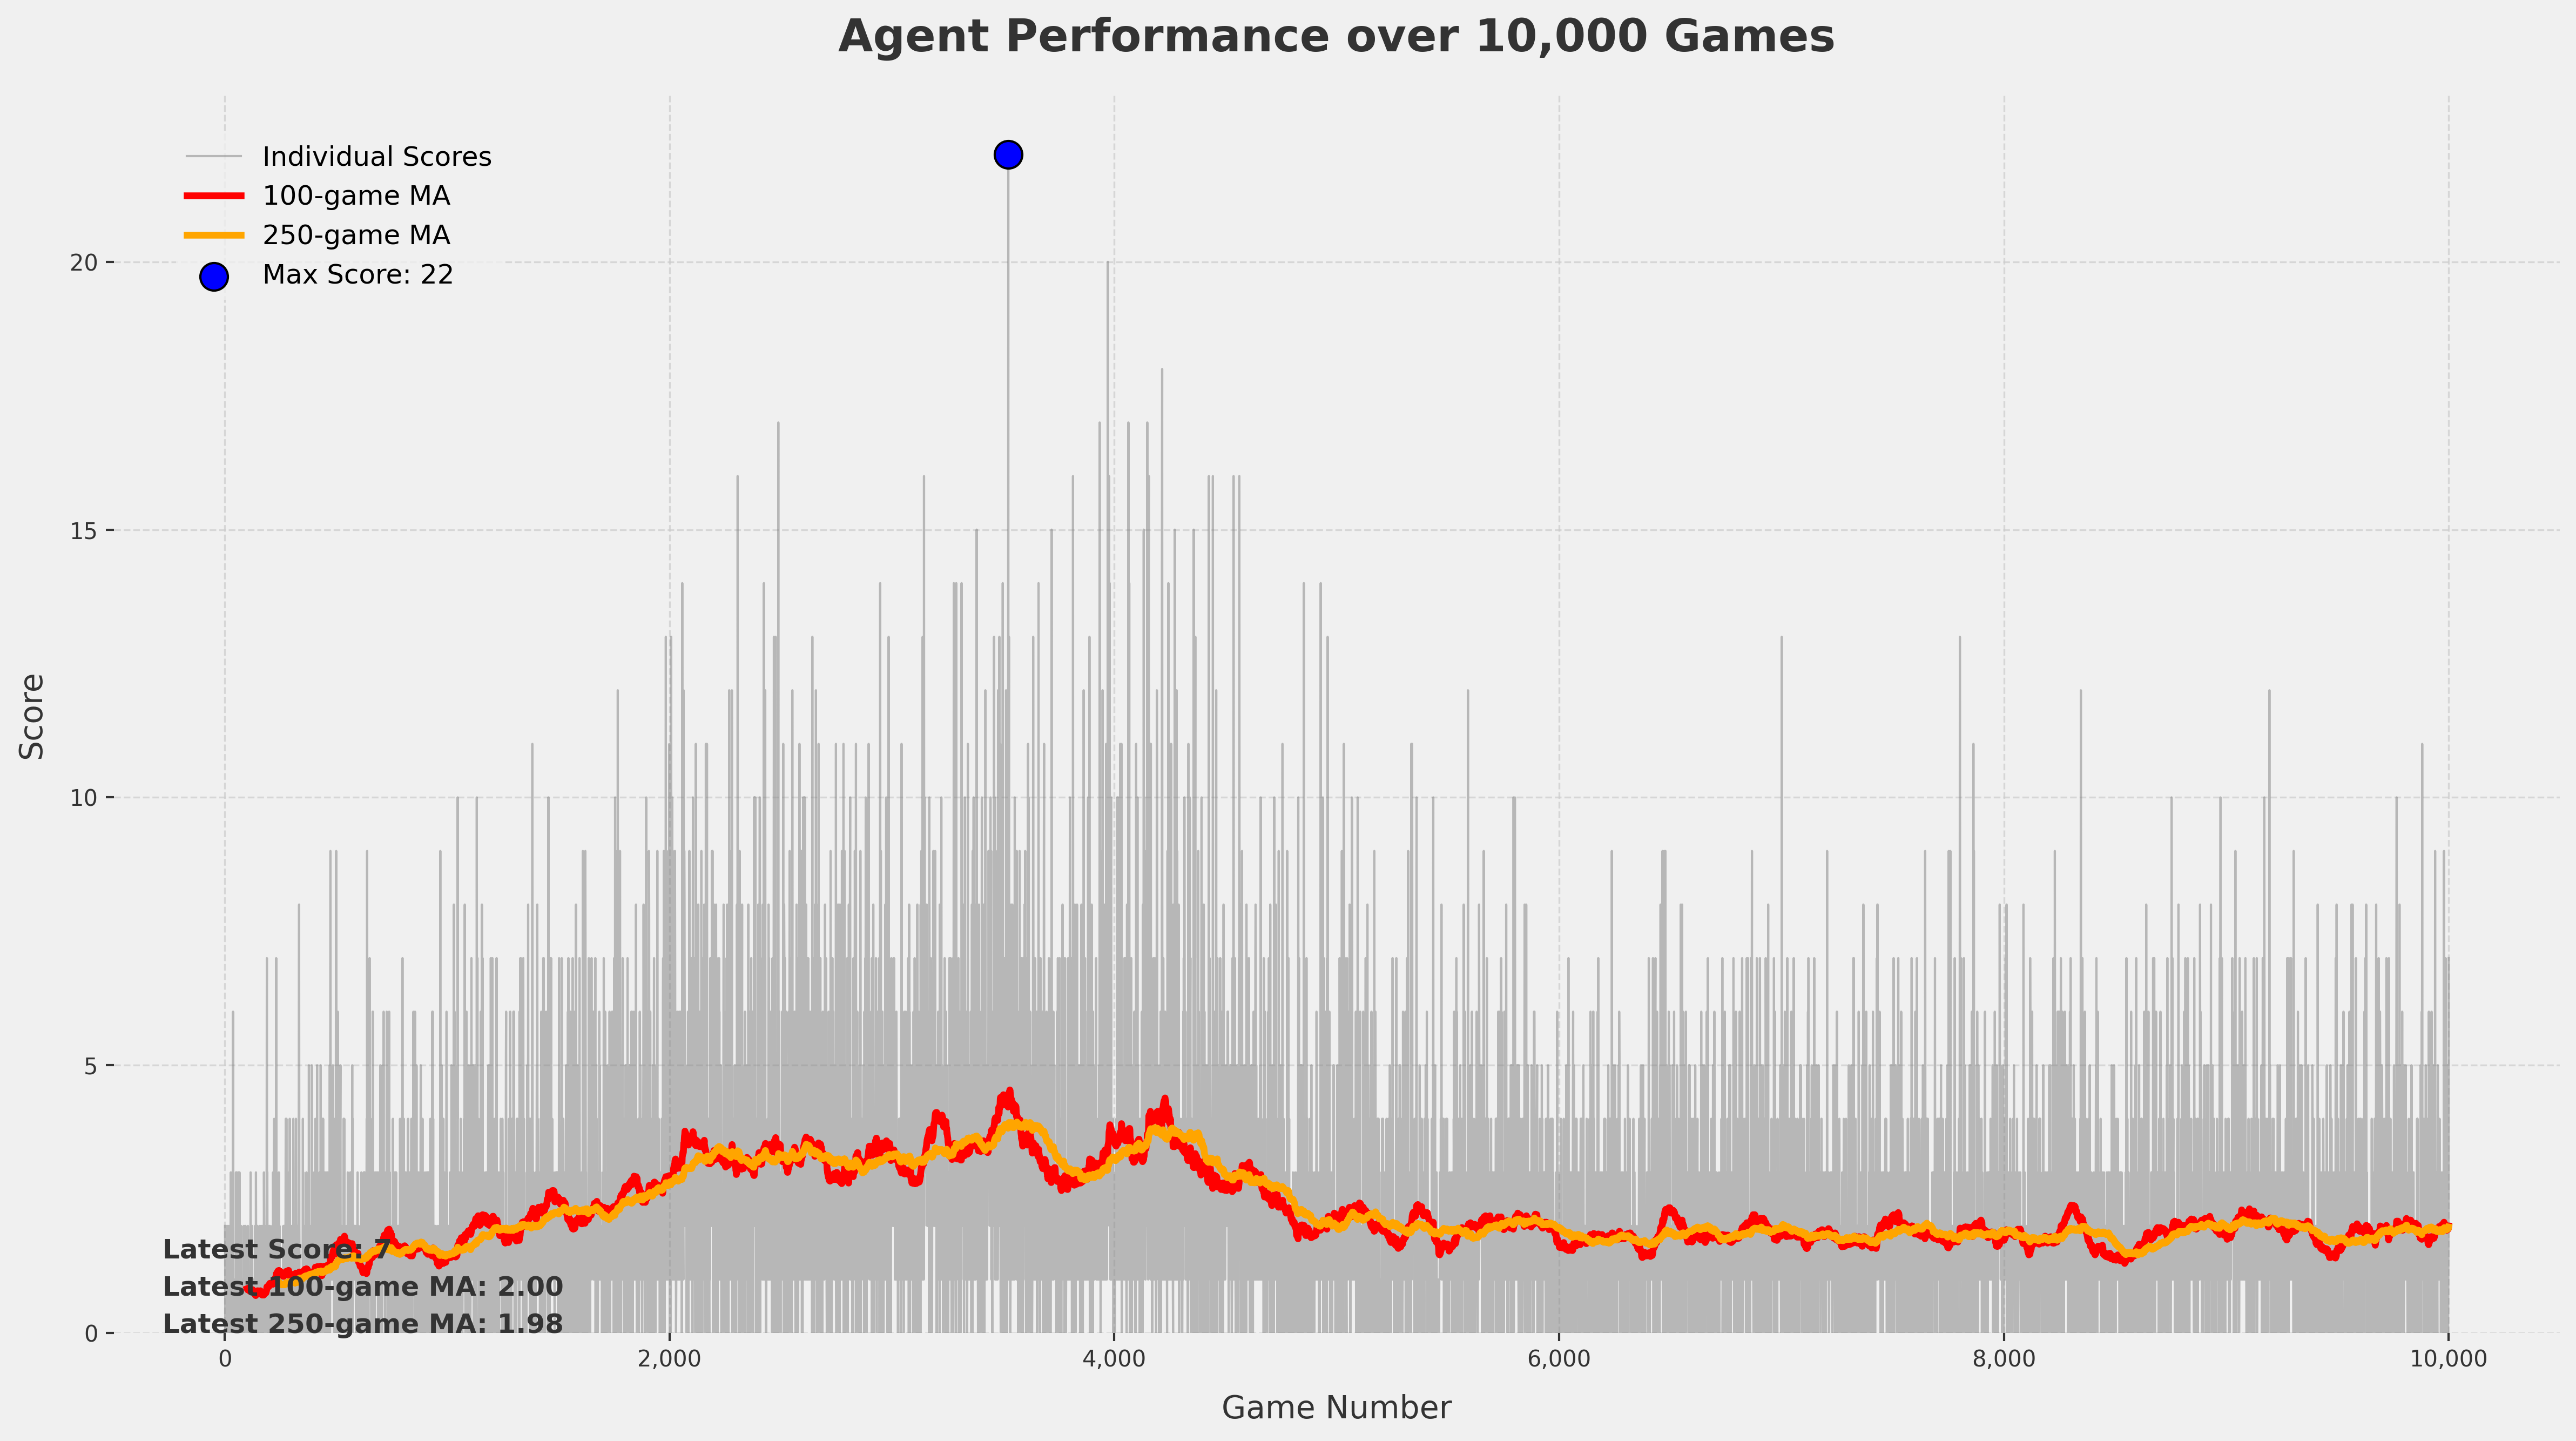 Agent Performance over 10,000 Games
Individual Scores
100-game MA
250-game MA
Max Score: 22
Score
20
15
10
5
0
Latest Score: 7
Latest 100-game MA: 2.00
Latest 250-game MA: 1.98
0 2,000 4,000 6,000 8,000 10,000
Game Number